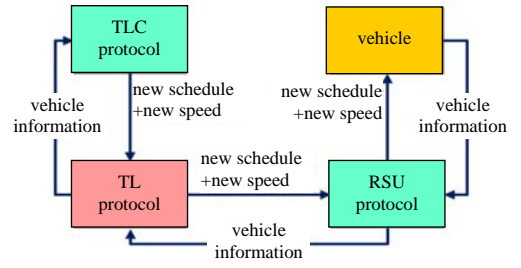 TLC
protocol
vehicle
vehicle
information
new schedule
+new speed
new schedule
+new speed
vehicle
information
TL
protocol
new schedule
+new speed
RSU
protocol
vehicle
information